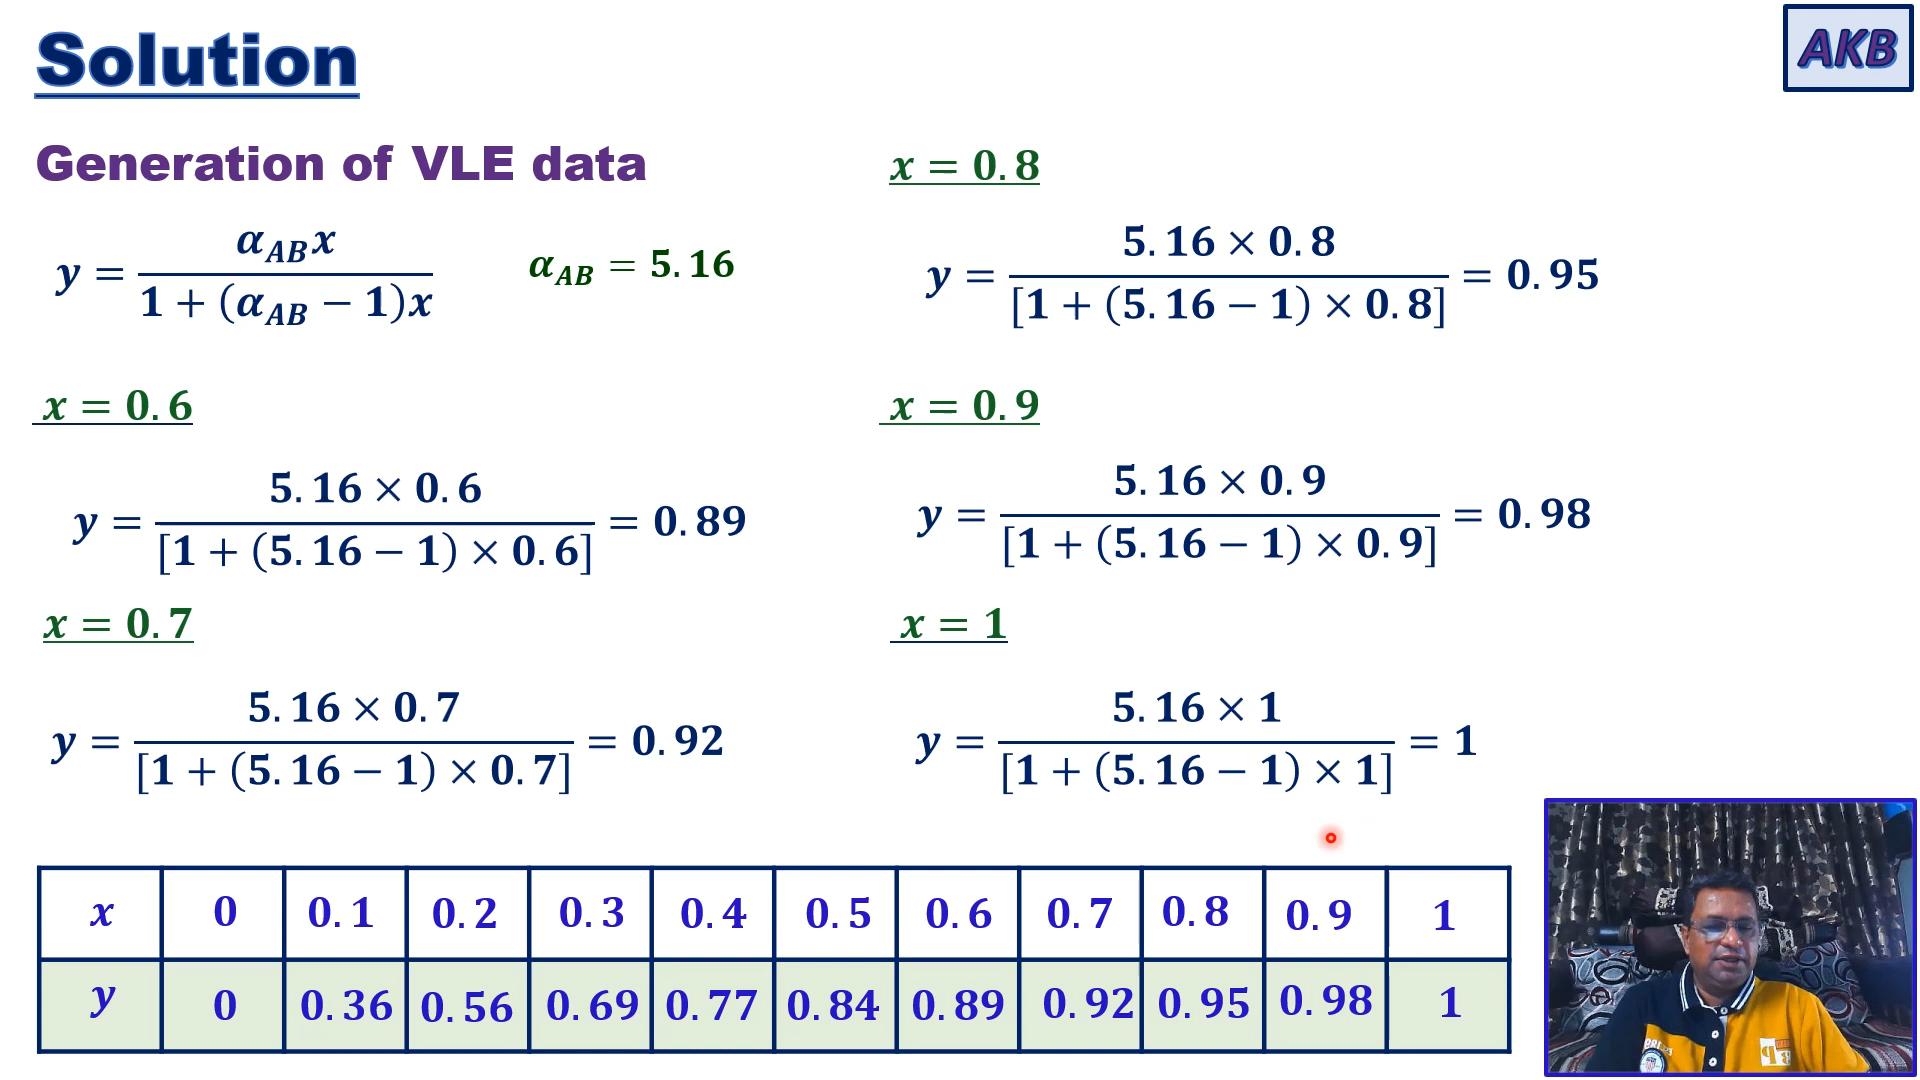 Solution
AKB
Generation of VLE data
y = α_AB x / 1 + (α_AB − 1)x
α_AB = 5.16
x = 0.6
y = 5.16 × 0.6 / [1 + (5.16 − 1) × 0.6] = 0.89
x = 0.7
y = 5.16 × 0.7 / [1 + (5.16 − 1) × 0.7] = 0.92
x = 0.8
y = 5.16 × 0.8 / [1 + (5.16 − 1) × 0.8] = 0.95
x = 0.9
y = 5.16 × 0.9 / [1 + (5.16 − 1) × 0.9] = 0.98
x = 1
y = 5.16 × 1 / [1 + (5.16 − 1) × 1] = 1
x 0 0.1 0.2 0.3 0.4 0.5 0.6 0.7 0.8 0.9 1
y 0 0.36 0.56 0.69 0.77 0.84 0.89 0.92 0.95 0.98 1